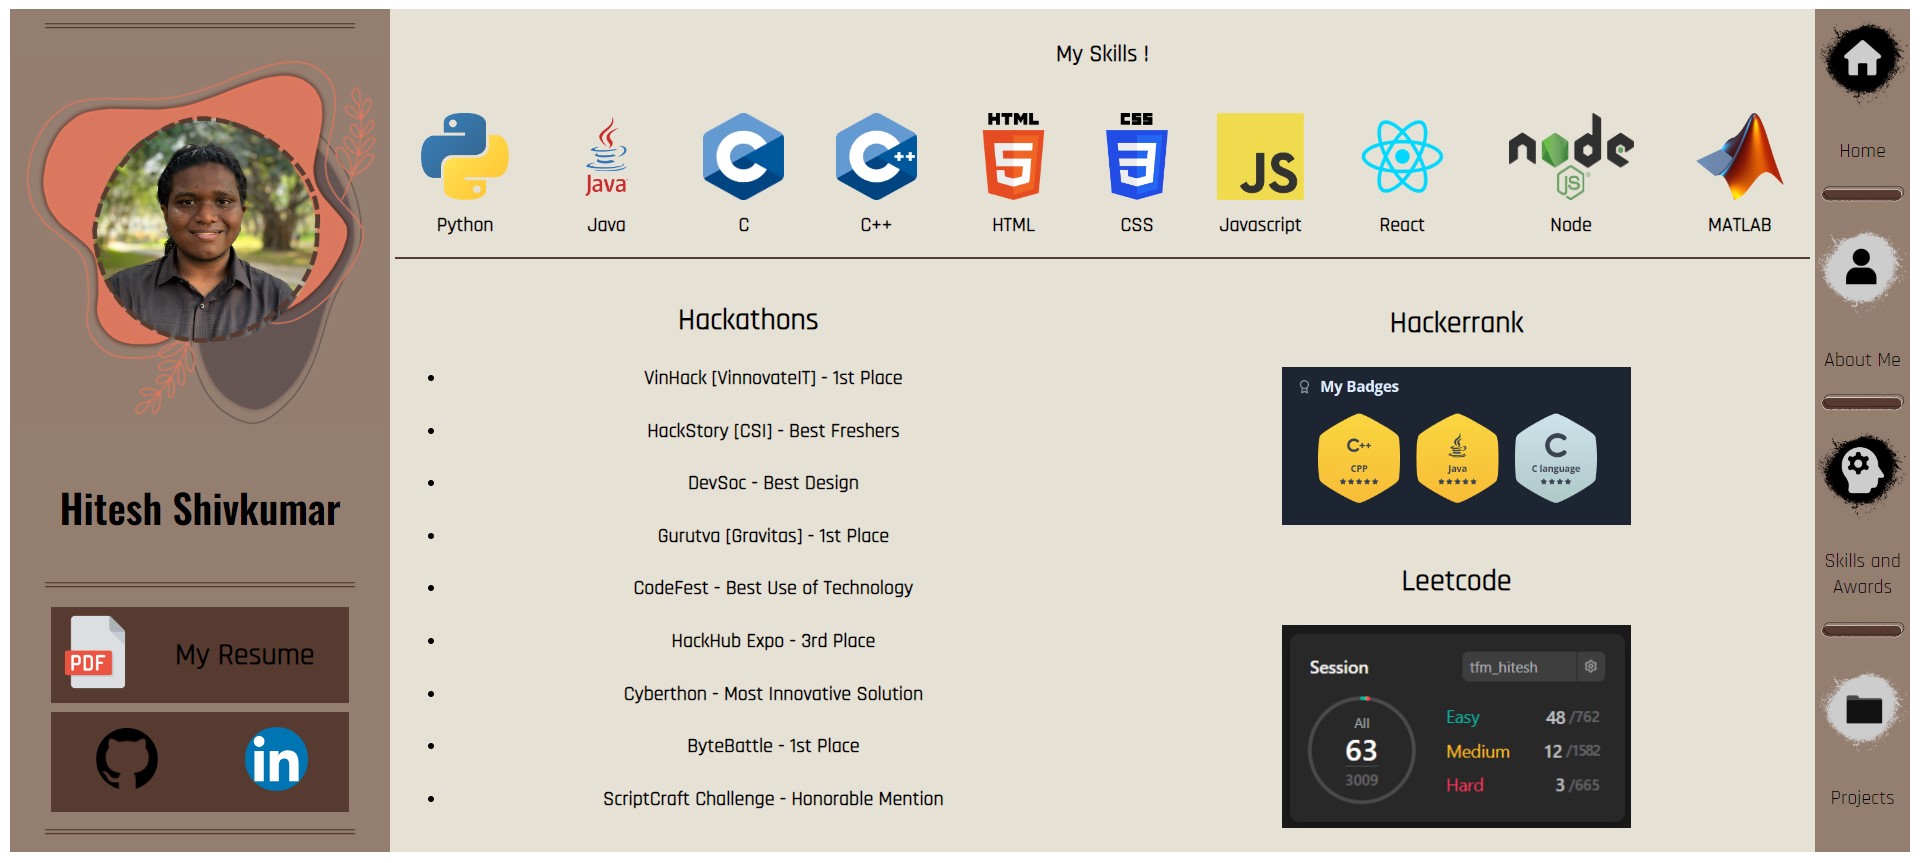 Hitesh Shivkumar
PDF
My Resume
in
My Skills !
Python
Java
Java
C
C
C++
C++
HTML
5
HTML
CSS
3
CSS
JS
Javascript
React
node
JS
Node
MATLAB
Hackathons
• VinHack [VinnovateIT] - 1st Place
• HackStory [CSI] - Best Freshers
• DevSoc - Best Design
• Gurutva [Gravitas] - 1st Place
• CodeFest - Best Use of Technology
• HackHub Expo - 3rd Place
• Cyberthon - Most Innovative Solution
• ByteBattle - 1st Place
• ScriptCraft Challenge - Honorable Mention
Hackerrank
My Badges
C++
CPP
Java
C
C language
Leetcode
Session
tfm_hitesh
All
63
3009
Easy 48 /762
Medium 12 /1582
Hard 3 /665
Home
About Me
Skills and
Awards
Projects